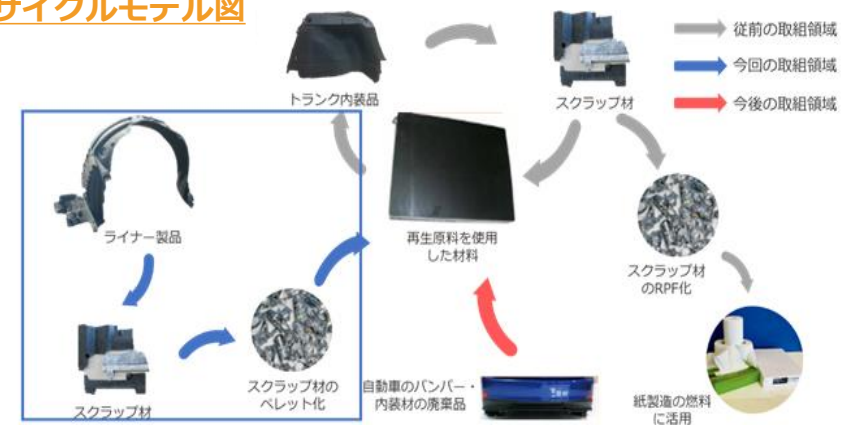 サイクルモデル図
従前の取組領域
今回の取組領域
今後の取組領域
トランク内装品
スクラップ材
ライナー製品
再生原料を使用
した材料
スクラップ材
のRPF化
スクラップ材
スクラップ材の
ペレット化
自動車のバンパー・
内装材の廃棄品
紙製造の燃料
に活用